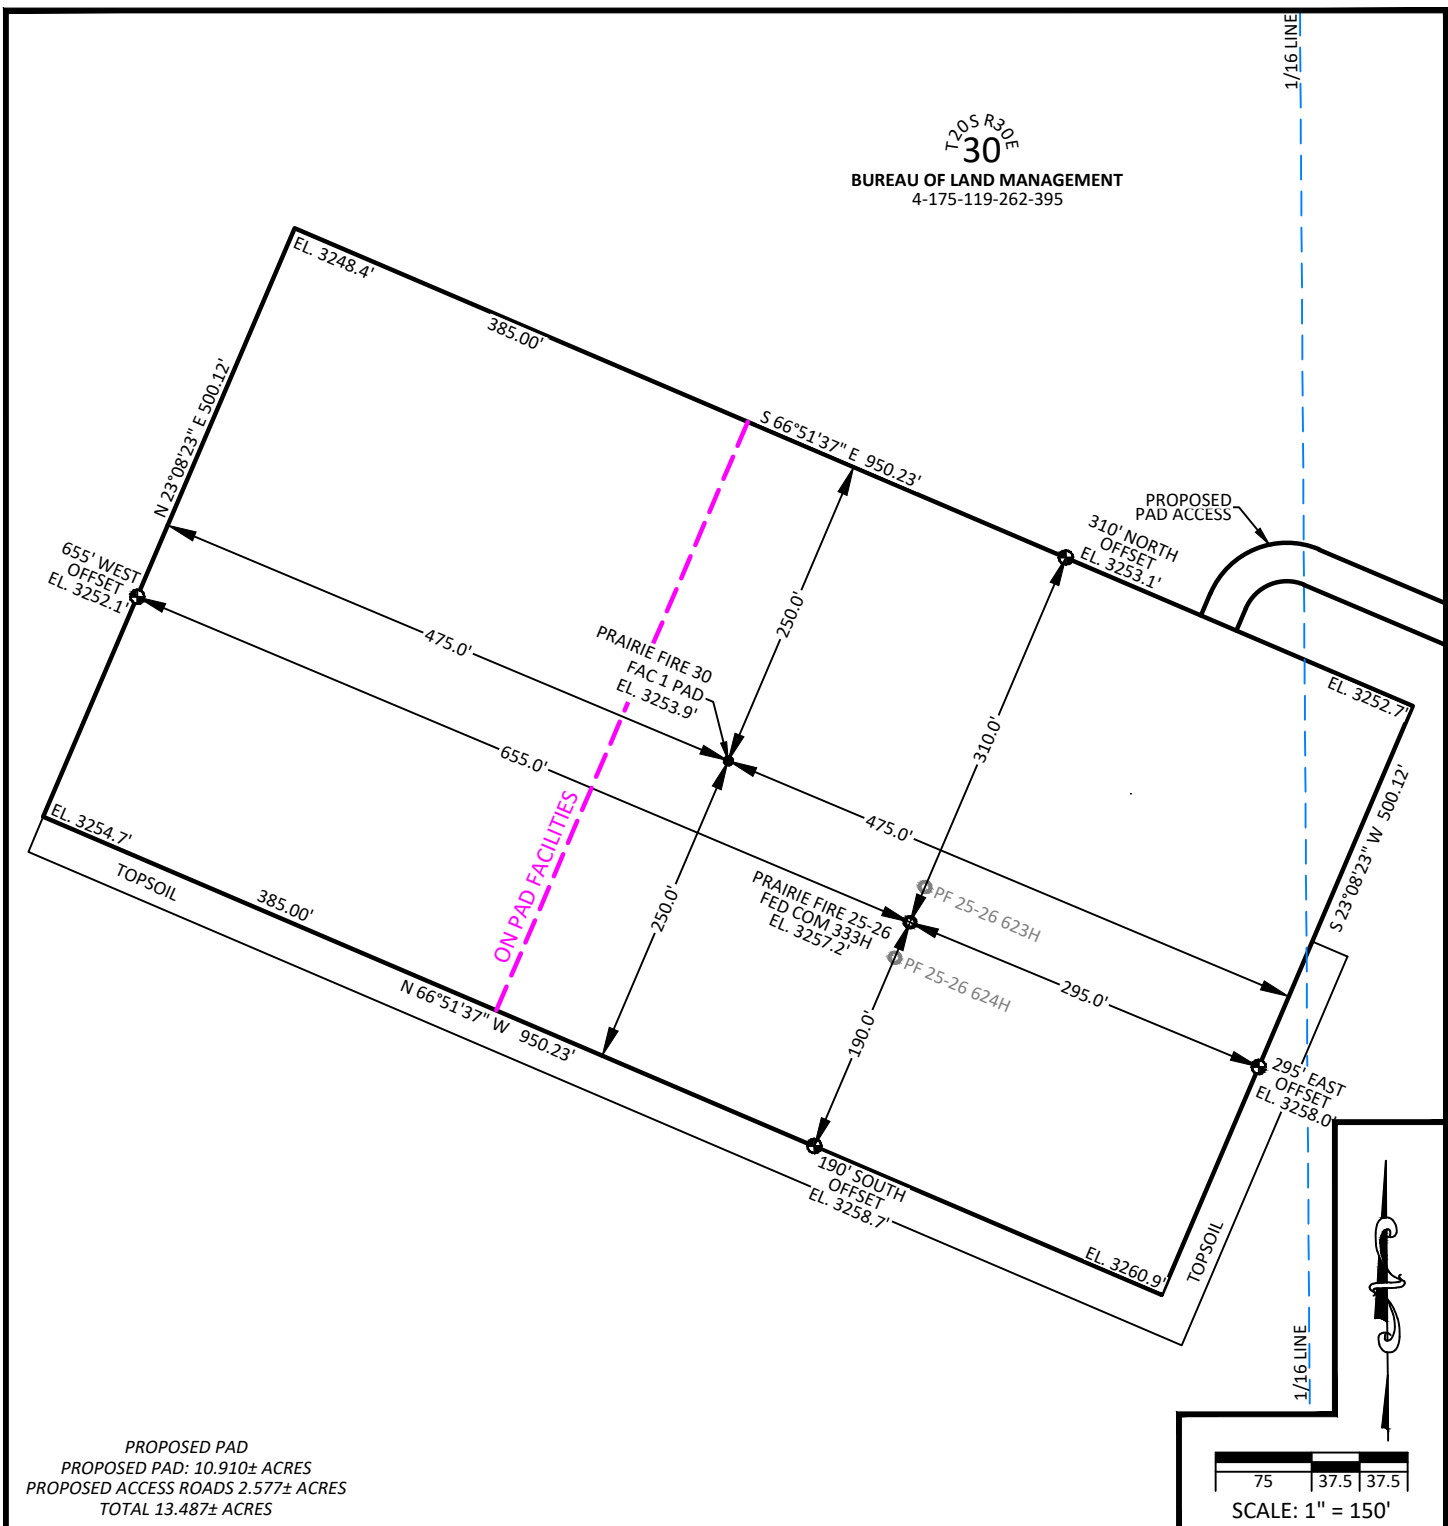 1/16 LINE
T20S R30E
30
BUREAU OF LAND MANAGEMENT
4-175-119-262-395
EL. 3248.4'
385.00'
N 23°08'23" E 500.12'
S 66°51'37" E 950.23'
PROPOSED
PAD ACCESS
310' NORTH
OFFSET
EL. 3253.1'
655' WEST
OFFSET
EL. 3252.1'
475.0'
250.0'
PRAIRIE FIRE 30
FAC 1 PAD
EL. 3253.9'
310.0'
EL. 3252.7'
655.0'
475.0'
S 23°08'23" W 500.12'
EL. 3254.7'
TOPSOIL
385.00'
ON PAD FACILITIES
250.0'
PRAIRIE FIRE 25-26
FED COM 333H
EL. 3257.2'
PF 25-26 623H
PF 25-26 624H
295.0'
N 66°51'37" W 950.23'
190.0'
295' EAST
OFFSET
EL. 3258.0'
190' SOUTH
OFFSET
EL. 3258.7'
EL. 3260.9'
TOPSOIL
1/16 LINE
PROPOSED PAD
PROPOSED PAD: 10.910± ACRES
PROPOSED ACCESS ROADS 2.577± ACRES
TOTAL 13.487± ACRES
75 37.5 37.5
SCALE: 1" = 150'